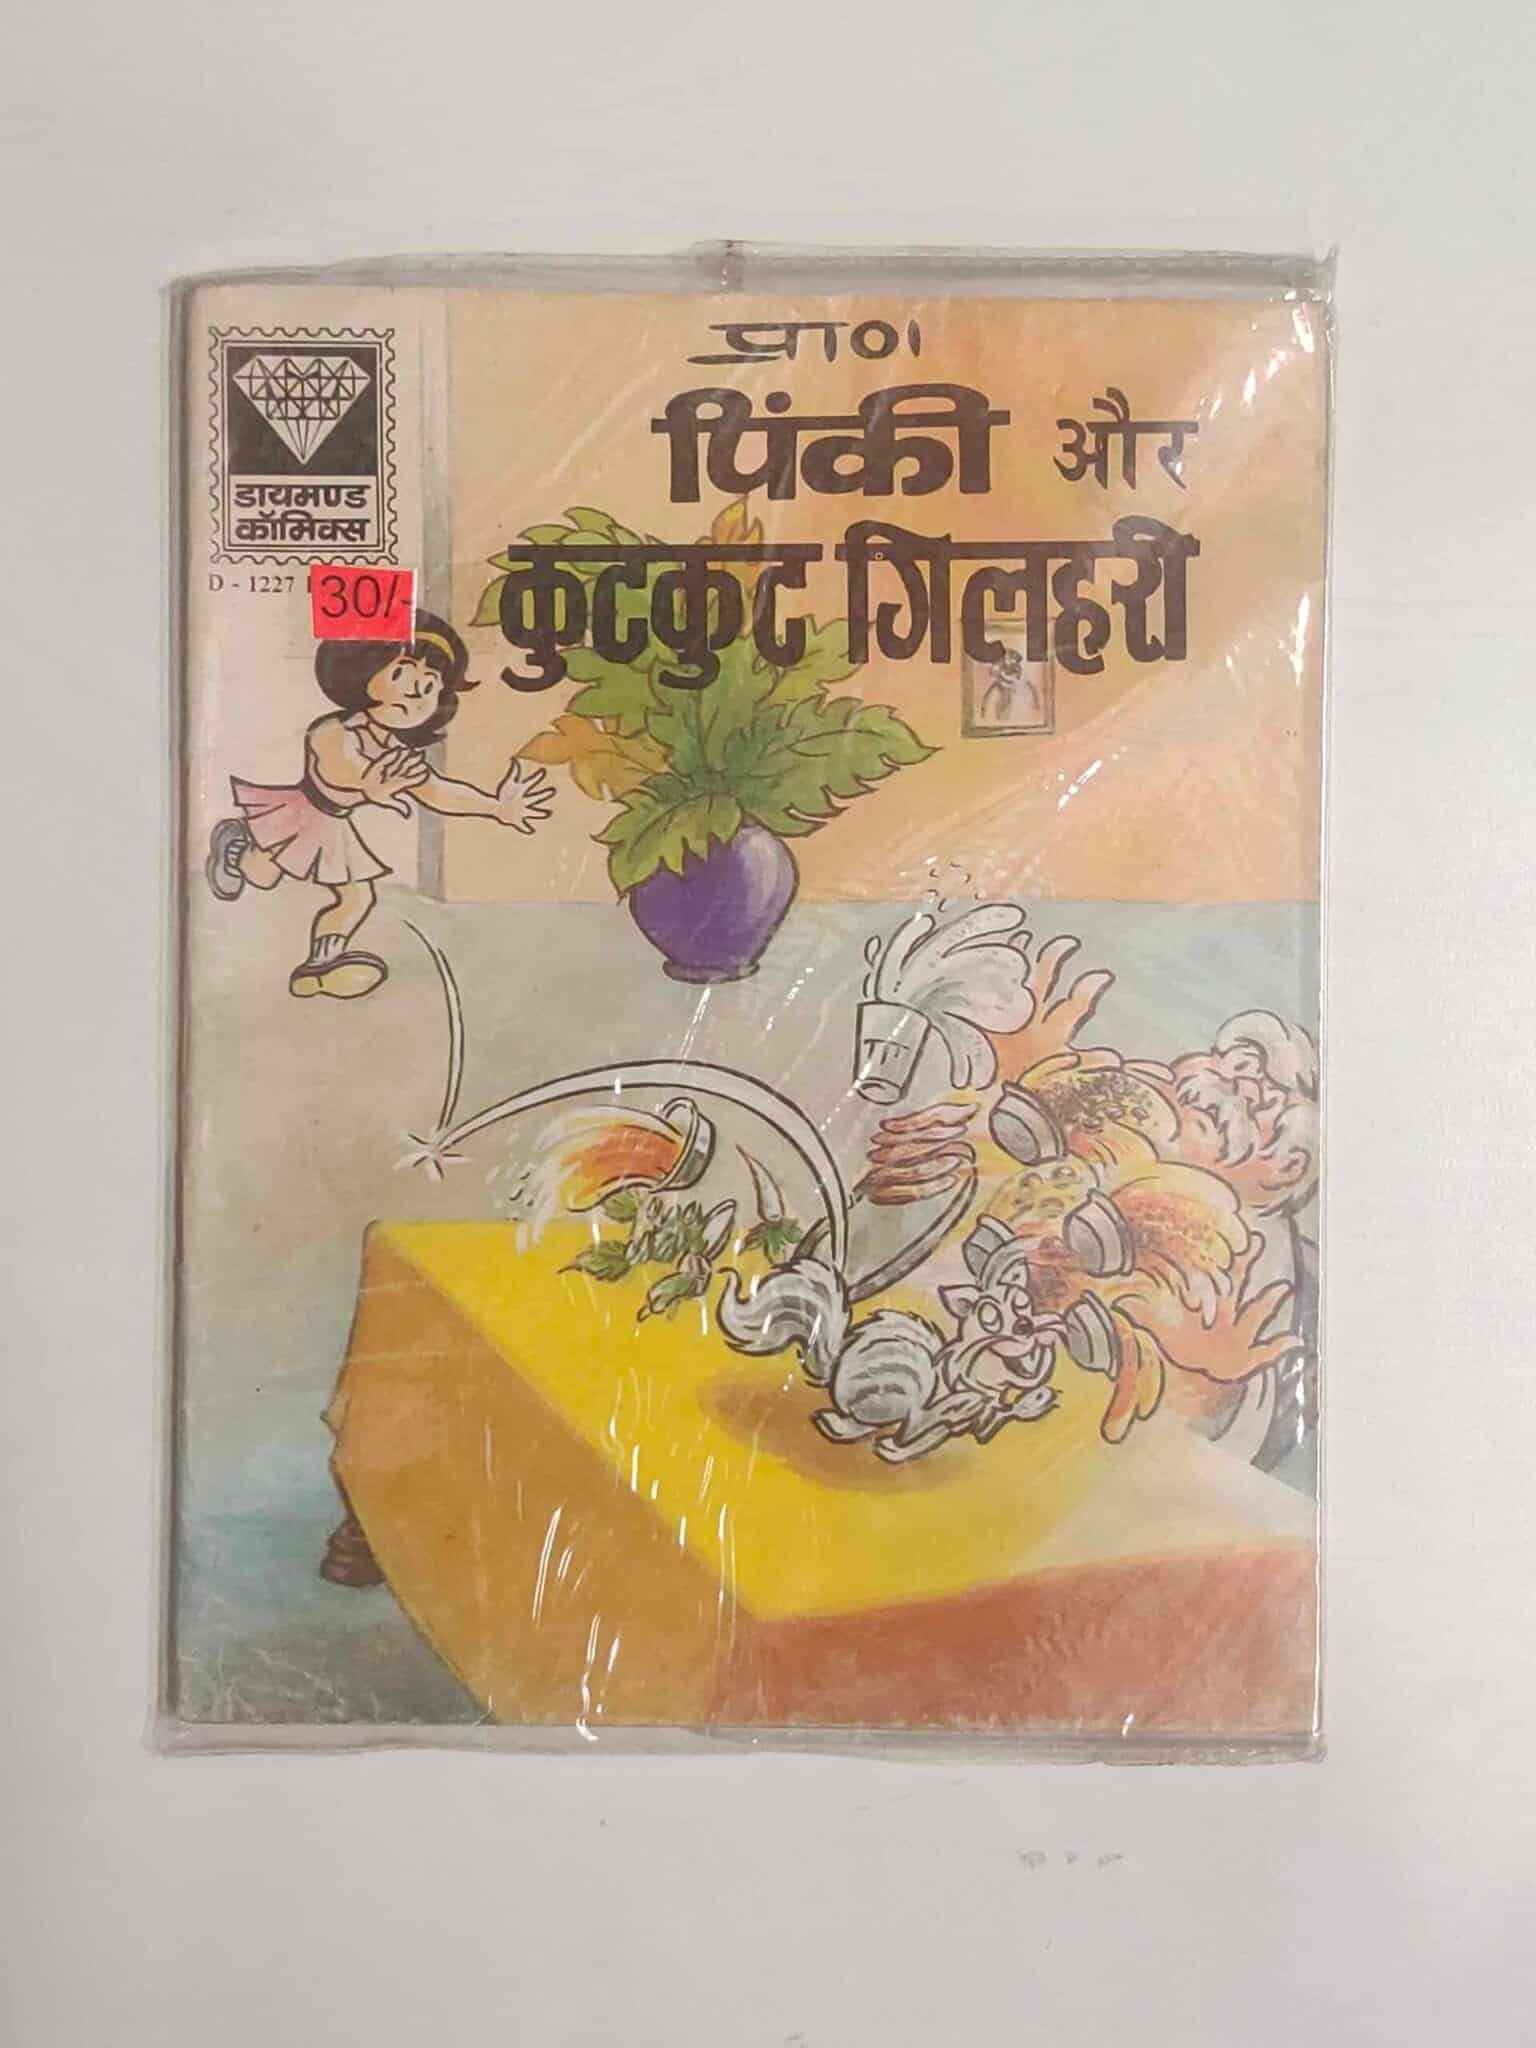 प्राण
पिंकी और
कुटकुट गिलहरी
डायमण्ड
कॉमिक्स
D - 1227
30/-